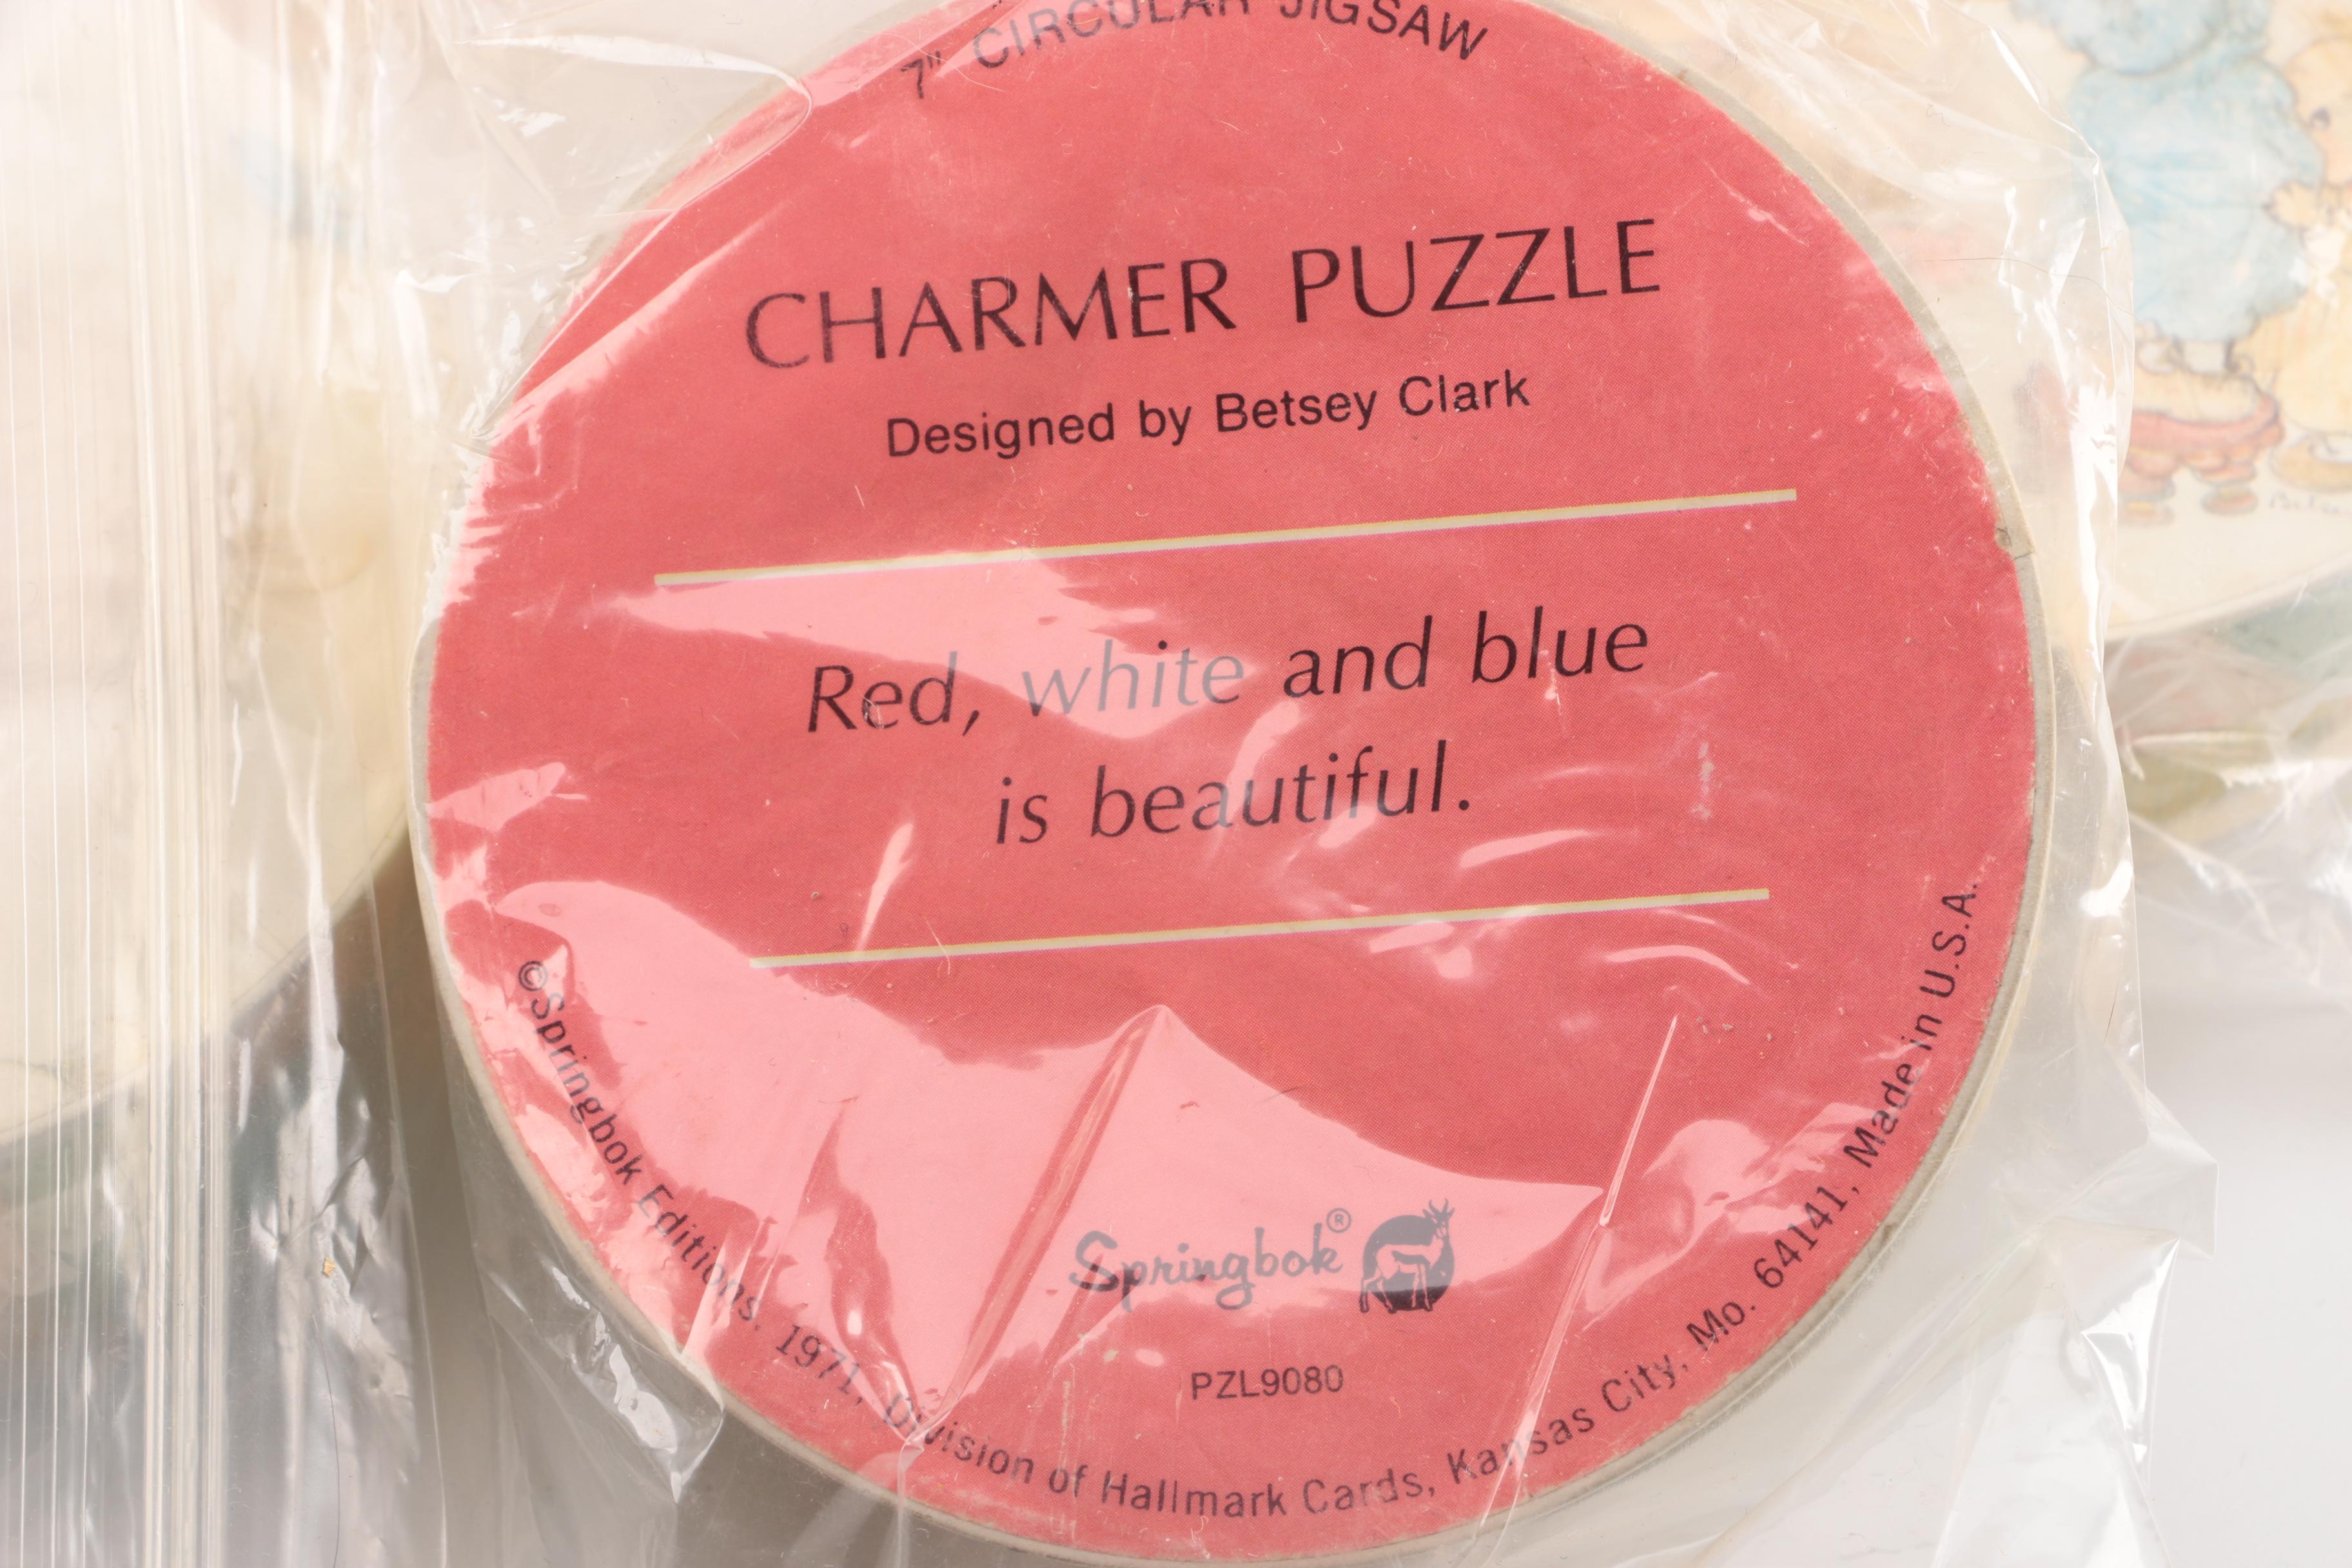 7" CIRCULAR JIGSAW
CHARMER PUZZLE
Designed by Betsey Clark
Red, white and blue
is beautiful.
Springbok®
PZL9080
©Springbok Editions, 1971, Division of Hallmark Cards, Kansas City, Mo. 64141, Made in U.S.A.